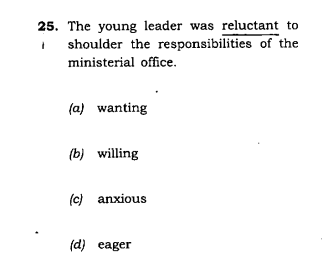 25. The young leader was reluctant to
shoulder the responsibilities of the
ministerial office.
(a) wanting
(b) willing
(c) anxious
(d) eager